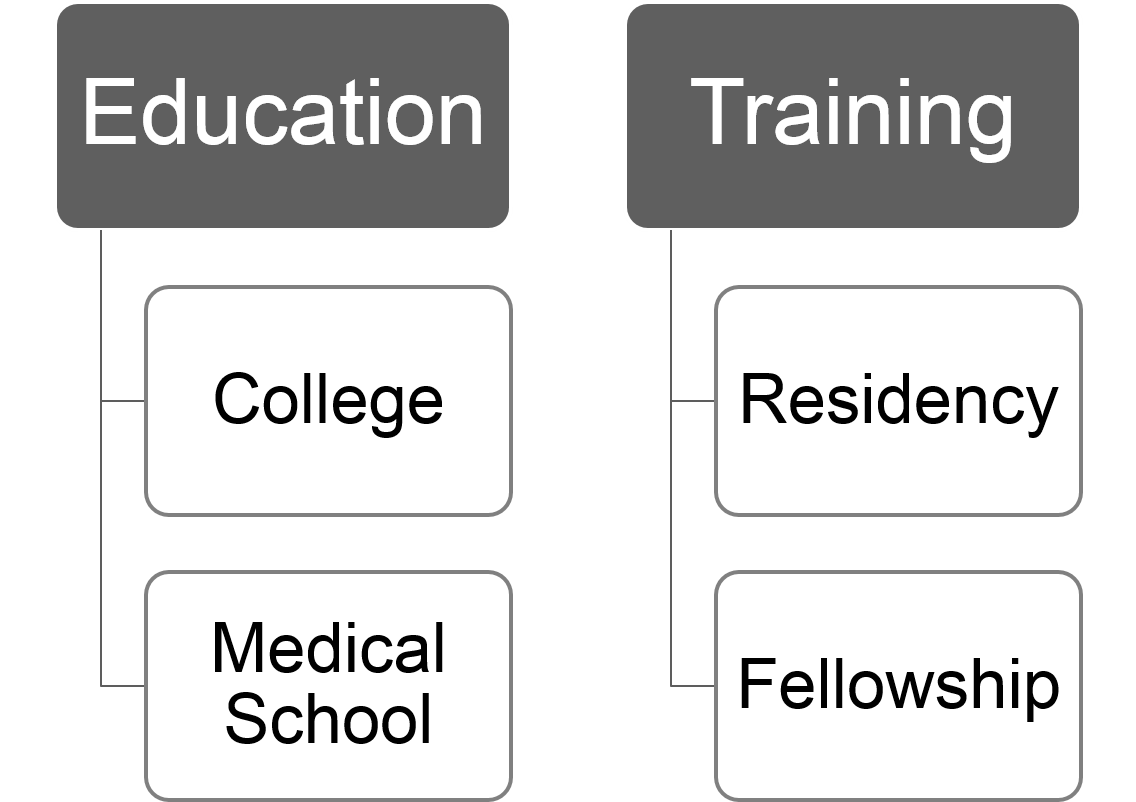 Education
College
Medical
School
Training
Residency
Fellowship